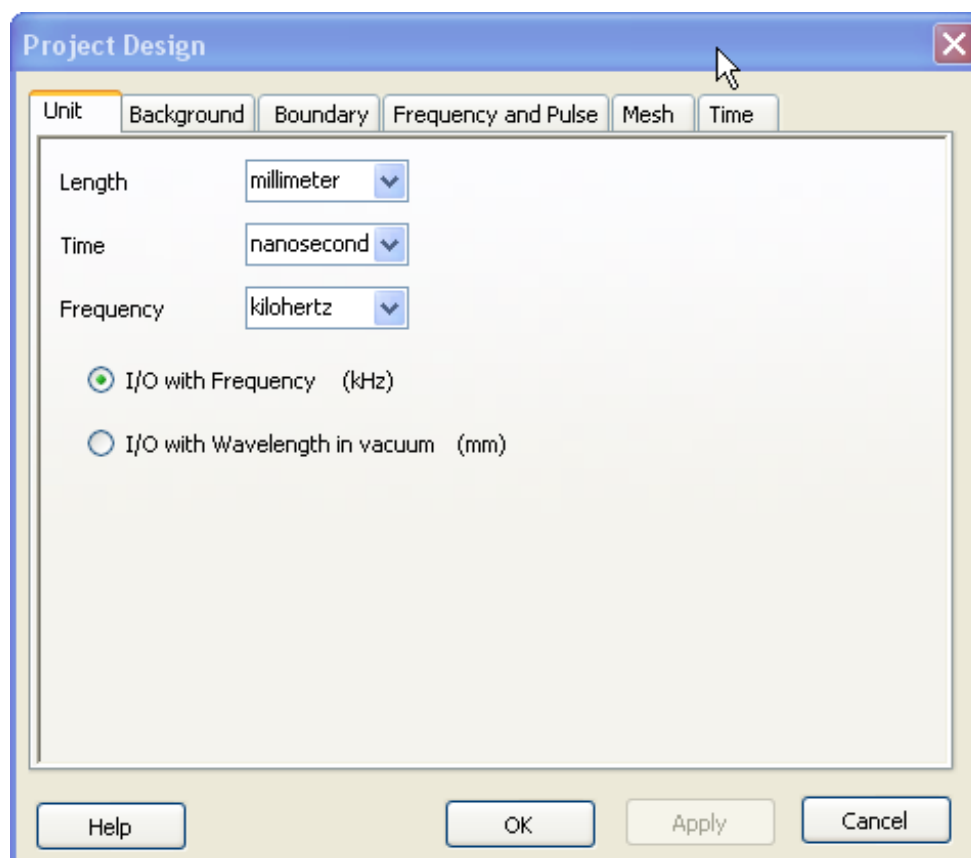 Project Design
Unit Background Boundary Frequency and Pulse Mesh Time
Length millimeter
Time nanosecond
Frequency kilohertz
I/O with Frequency (kHz)
I/O with Wavelength in vacuum (mm)
Help OK Apply Cancel